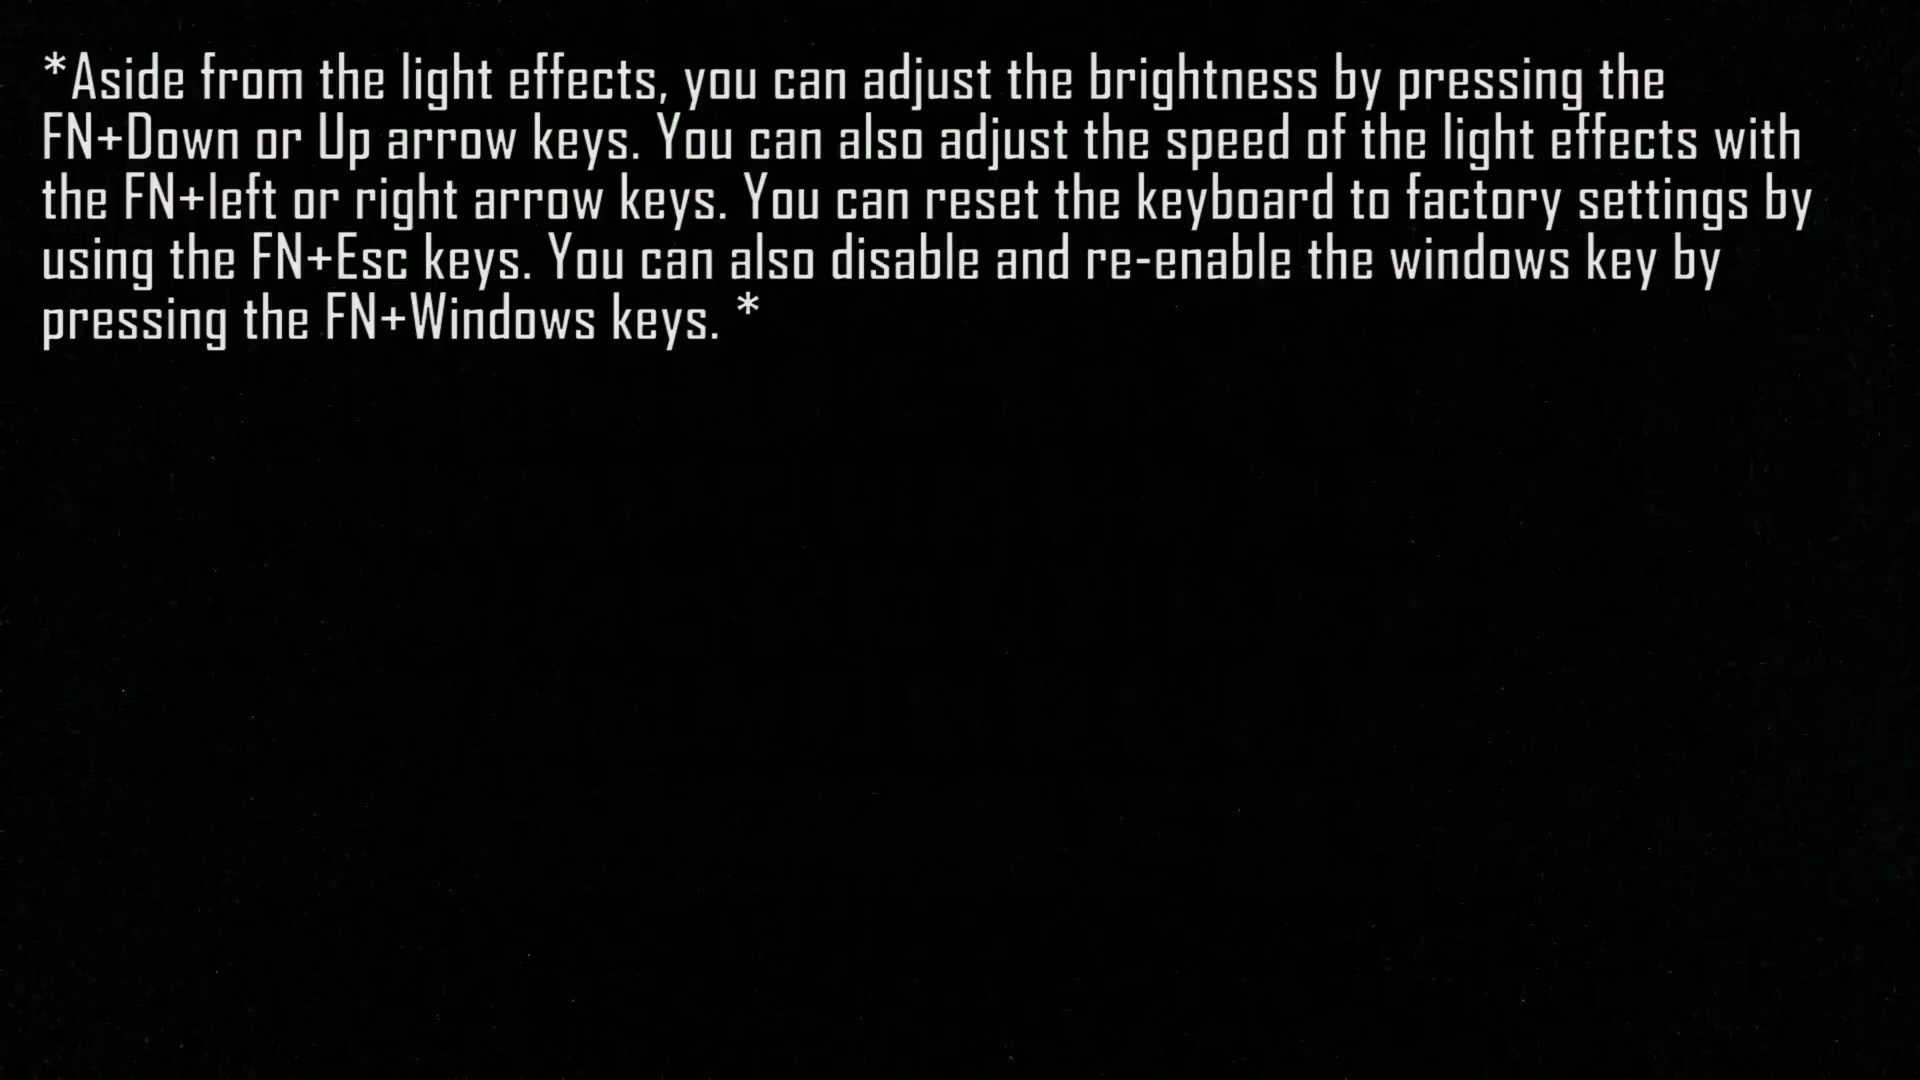 *Aside from the light effects, you can adjust the brightness by pressing the
FN+Down or Up arrow keys. You can also adjust the speed of the light effects with
the FN+left or right arrow keys. You can reset the keyboard to factory settings by
using the FN+Esc keys. You can also disable and re-enable the windows key by
pressing the FN+Windows keys. *